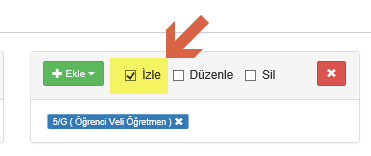 Ekle İzle Düzenle Sil
5/G ( Öğrenci Veli Öğretmen )